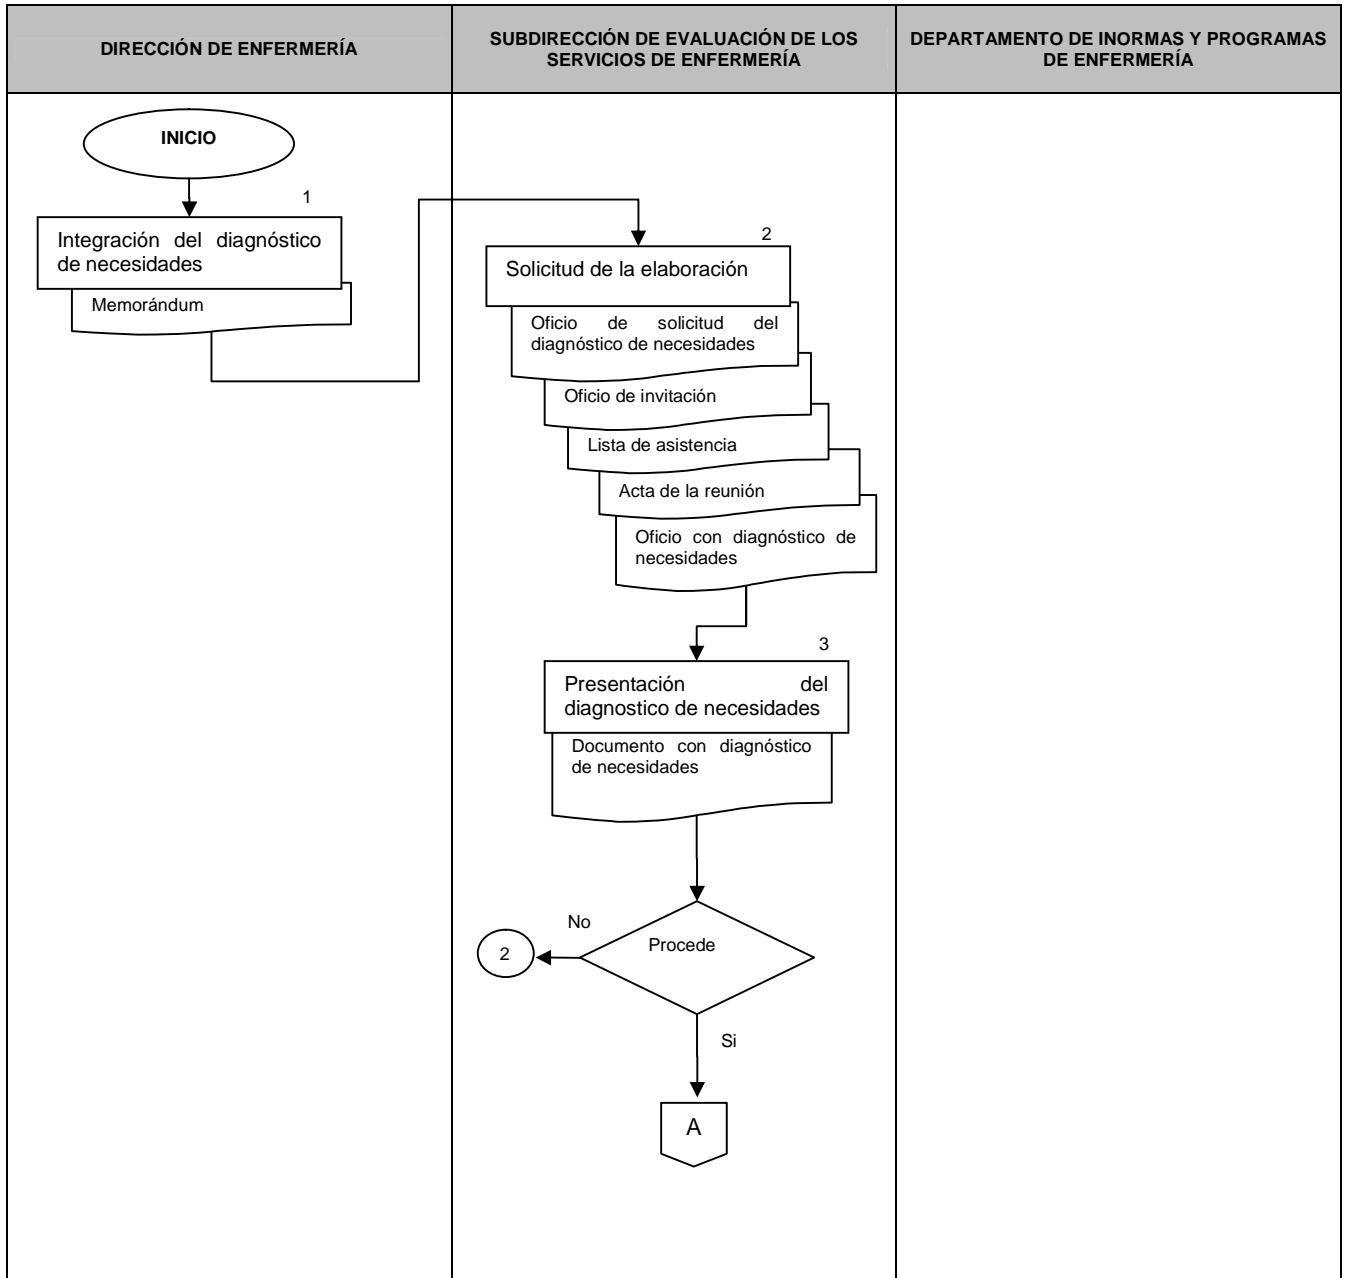 DIRECCIÓN DE ENFERMERÍA
SUBDIRECCIÓN DE EVALUACIÓN DE LOS
SERVICIOS DE ENFERMERÍA
DEPARTAMENTO DE INORMAS Y PROGRAMAS
DE ENFERMERÍA
INICIO
1
Integración del diagnóstico
de necesidades
Memorándum
2
Solicitud de la elaboración
Oficio de solicitud del
diagnóstico de necesidades
Oficio de invitación
Lista de asistencia
Acta de la reunión
Oficio con diagnóstico de
necesidades
3
Presentación del
diagnostico de necesidades
Documento con diagnóstico
de necesidades
No
Procede
2
Si
A